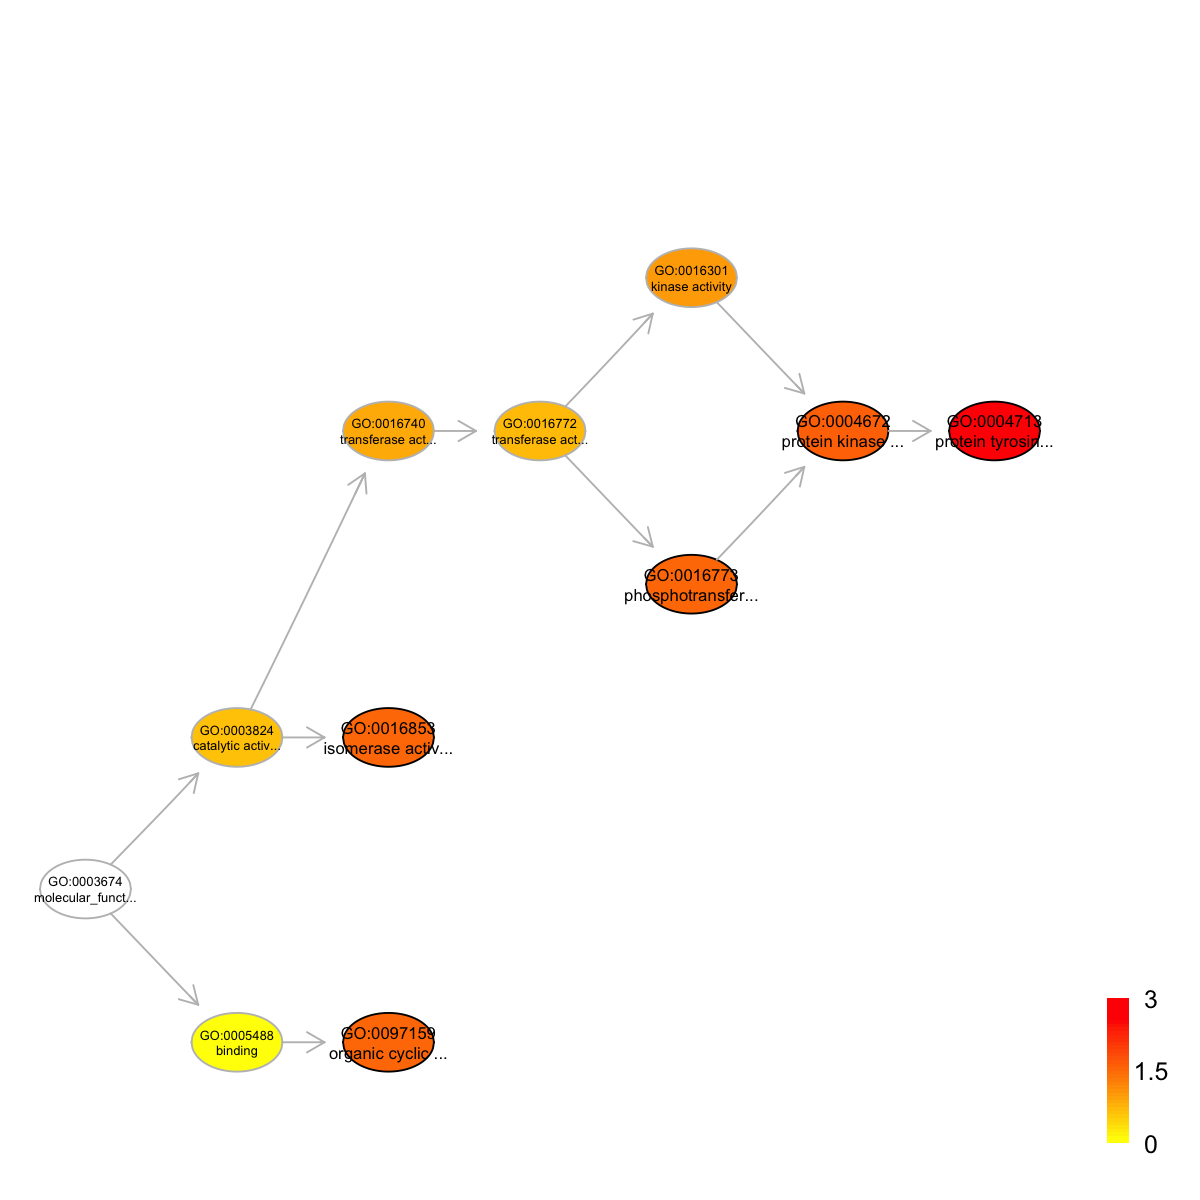 GO:0016301
kinase activity
GO:0016740
transferase act...
GO:0016772
transferase act...
GO:0004672
protein kinase ...
GO:0004713
protein tyrosin...
GO:0016773
phosphotransfer...
GO:0003824
catalytic activ...
GO:0016853
isomerase activ...
GO:0003674
molecular_funct...
GO:0005488
binding
GO:0097159
organic cyclic ...
3
1.5
0